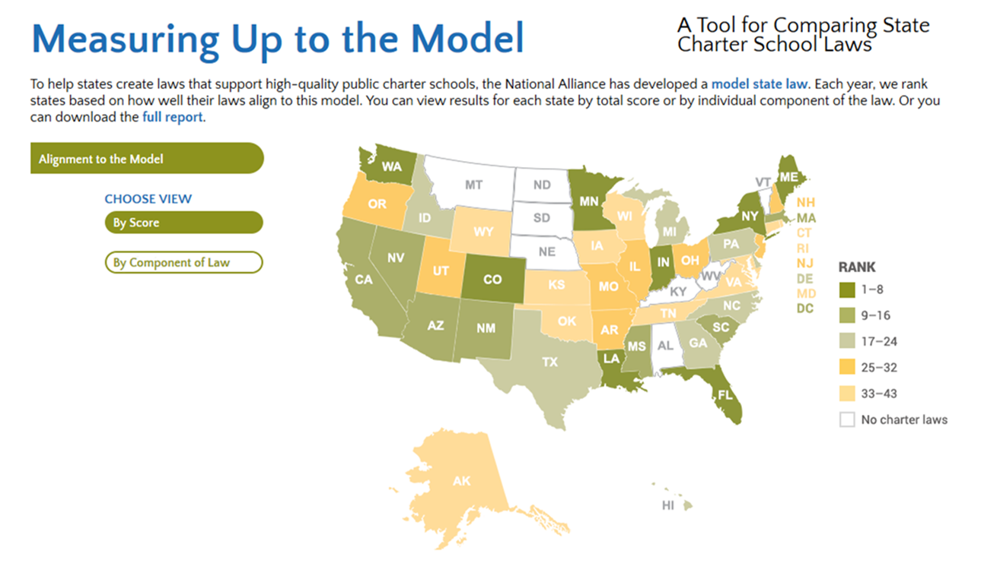 Measuring Up to the Model
A Tool for Comparing State
Charter School Laws
To help states create laws that support high-quality public charter schools, the National Alliance has developed a model state law. Each year, we rank
states based on how well their laws align to this model. You can view results for each state by total score or by individual component of the law. Or you
can download the full report.
Alignment to the Model
CHOOSE VIEW
By Score
By Component of Law
WA
MT
ND
MN
VT
ME
OR
ID
SD
WI
NH
WY
MI
NY
MA
CT
NE
IA
PA
RI
NV
UT
CO
IL
IN
OH
NJ
CA
KS
MO
KY
WV
VA
DE
MD
DC
AZ
NM
OK
AR
TN
NC
TX
LA
MS
AL
GA
SC
FL
AK
HI
RANK
1–8
9–16
17–24
25–32
33–43
No charter laws